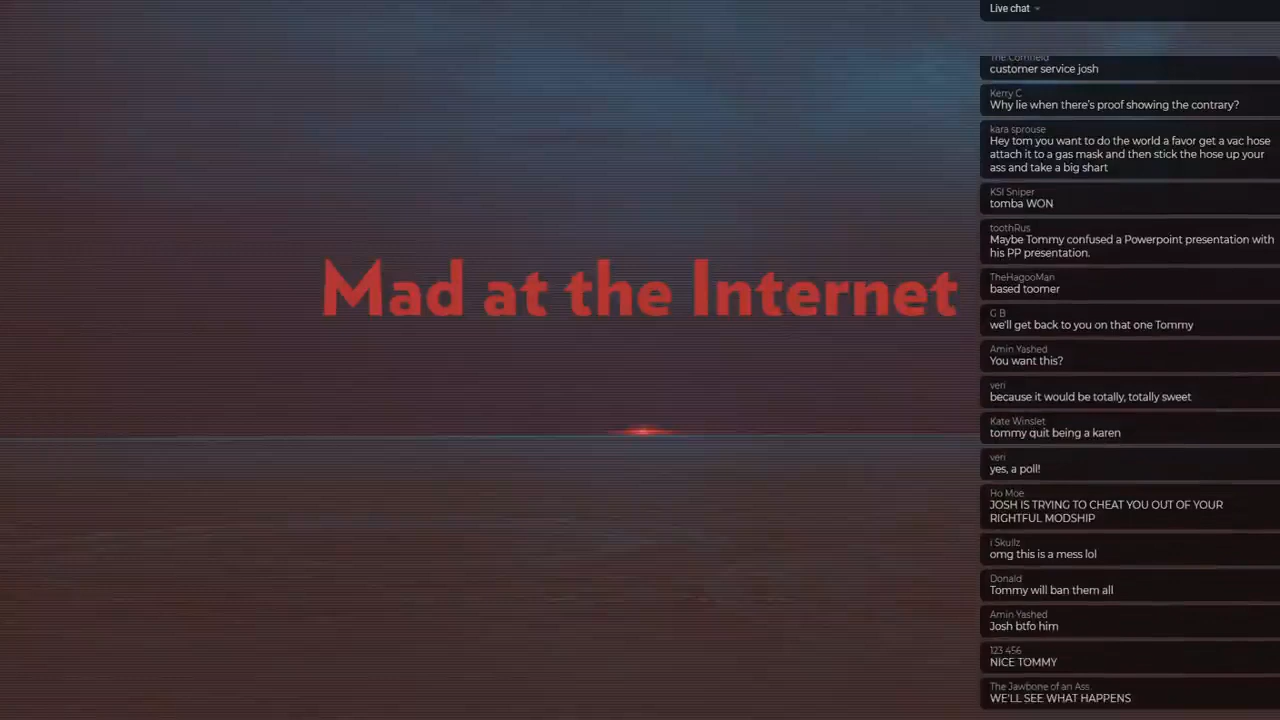 Live chat
The Cornfield
customer service josh
Kerry C
Why lie when there's proof showing the contrary?
kara sprouse
Hey tom you want to do the world a favor get a vac hose
attach it to a gas mask and then stick the hose up your
ass and take a big shart
KSI Sniper
tomba WON
toothRus
Maybe Tommy confused a Powerpoint presentation with
his PP presentation.
TheHagooMan
based toomer
G B
we'll get back to you on that one Tommy
Amin Yashed
You want this?
veri
because it would be totally, totally sweet
Kate Winslet
tommy quit being a karen
veri
yes, a poll!
Ho Moe
JOSH IS TRYING TO CHEAT YOU OUT OF YOUR
RIGHTFUL MODSHIP
i Skullz
omg this is a mess lol
Donald
Tommy will ban them all
Amin Yashed
Josh btfo him
123 456
NICE TOMMY
The Jawbone of an Ass.
WE'LL SEE WHAT HAPPENS
Mad at the Internet